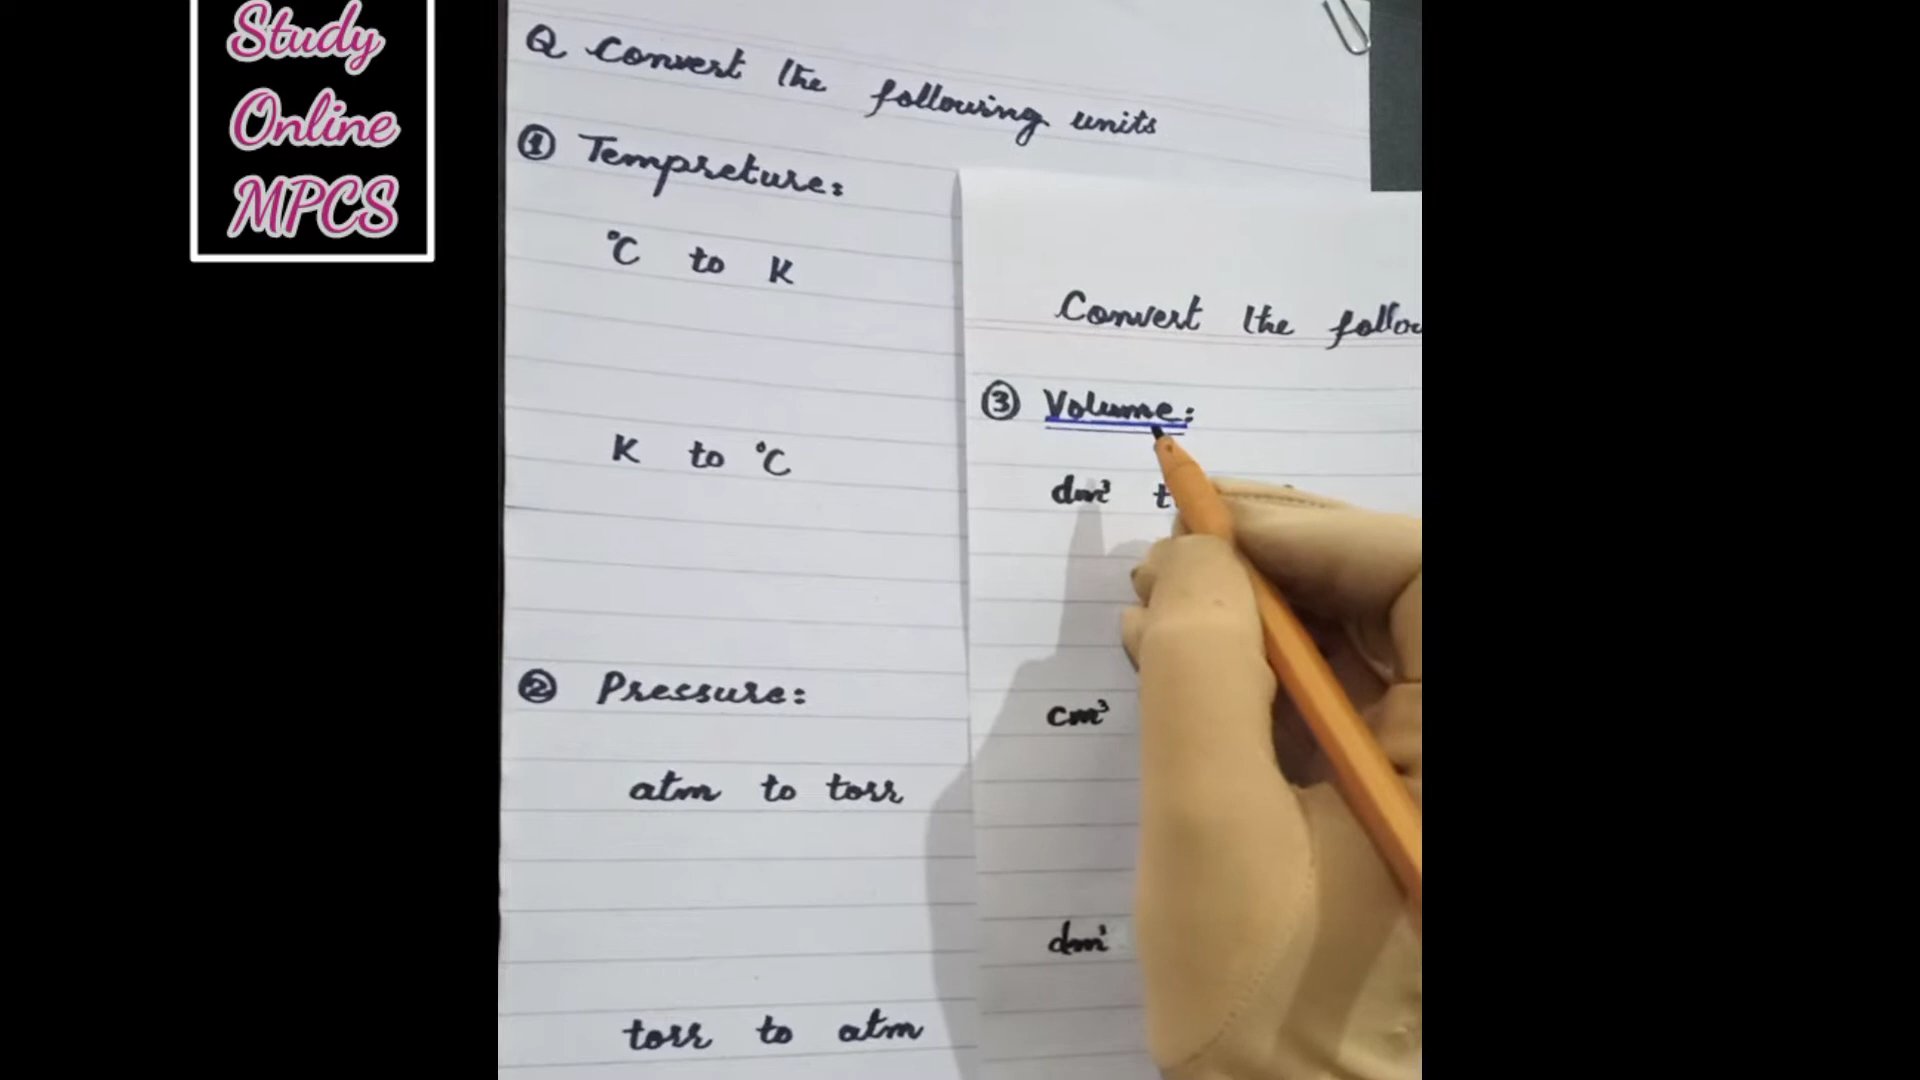 Study
Online
MPCS
Q Convert the following units
① Tempreture:
°C to K
K to °C
② Pressure:
atm to torr
torr to atm
Convert the
③ Volume:
dm³
cm³
dm³